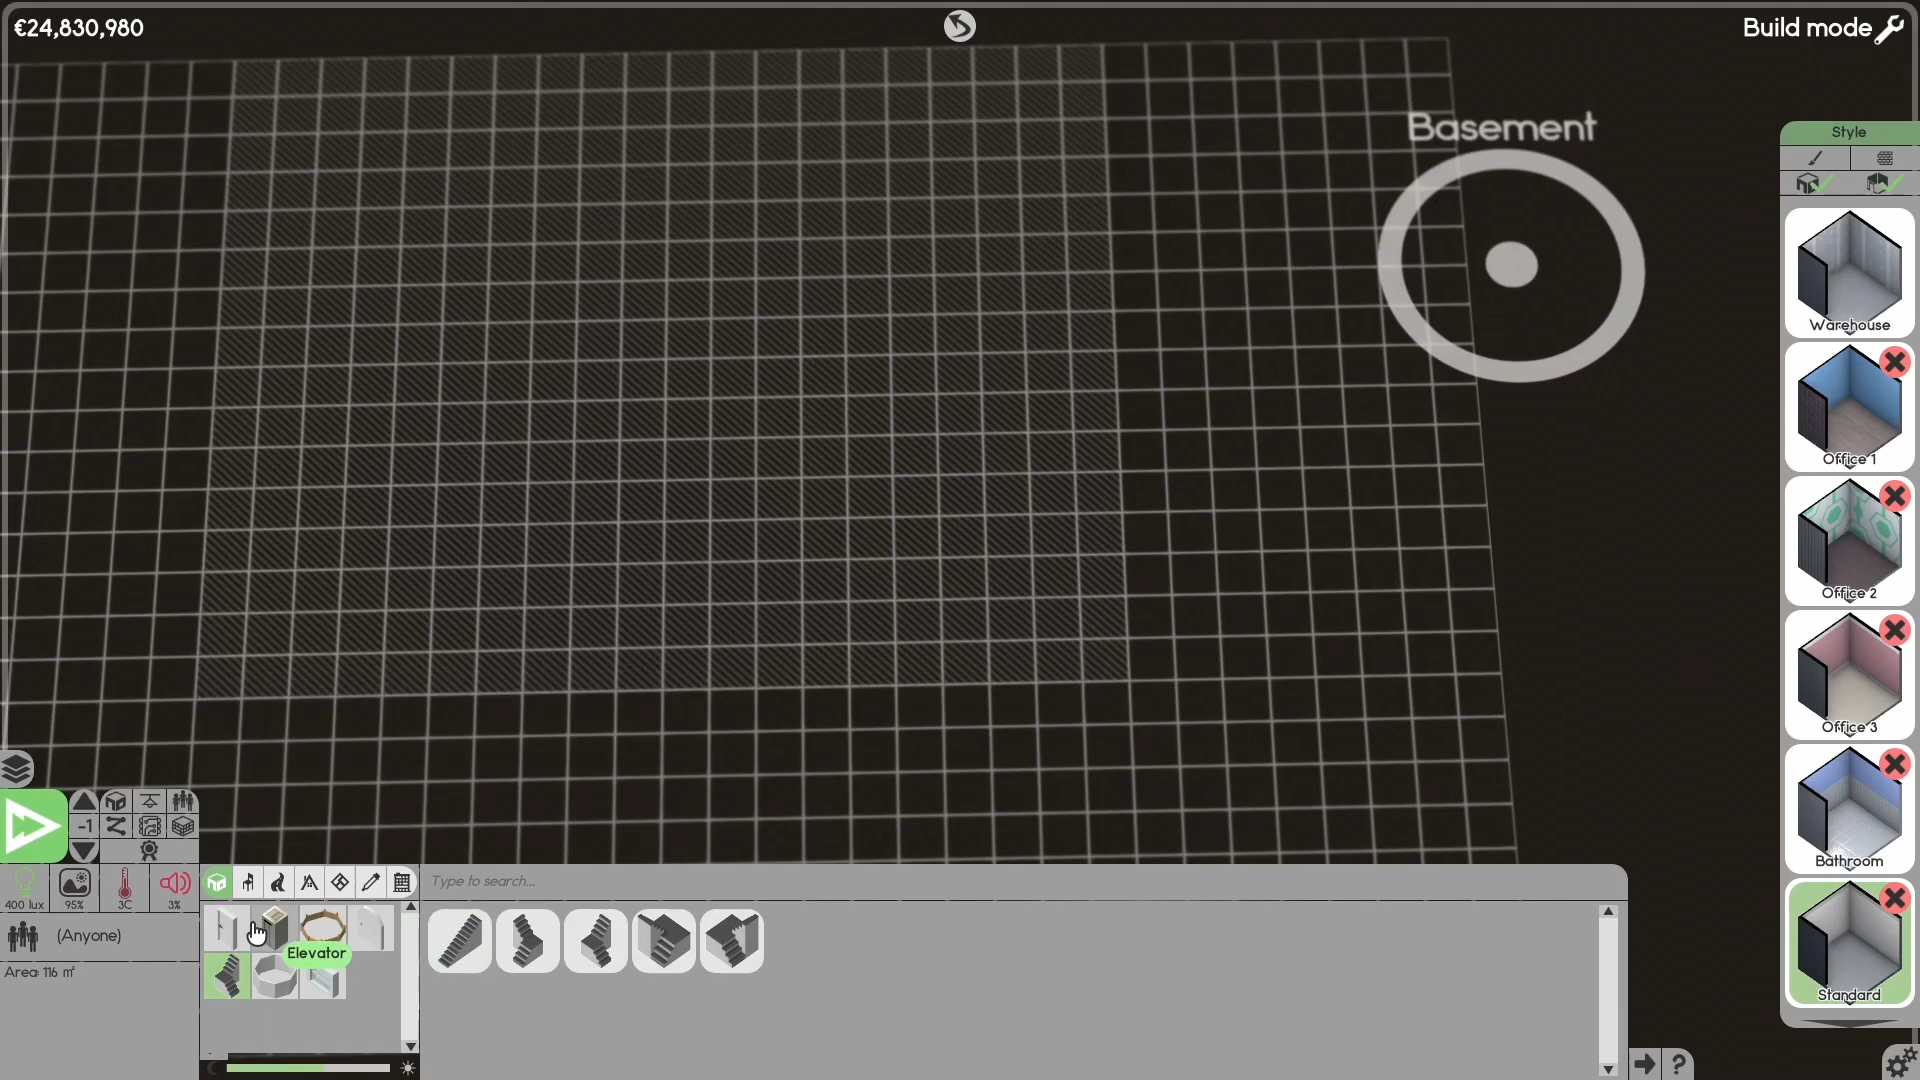 €24,830,980
Build mode
Basement
Style
Warehouse
Office 1
Office 2
Office 3
Bathroom
Standard
-1
400 lux
95%
3C
3%
(Anyone)
Area: 116 m²
Type to search...
Elevator
?